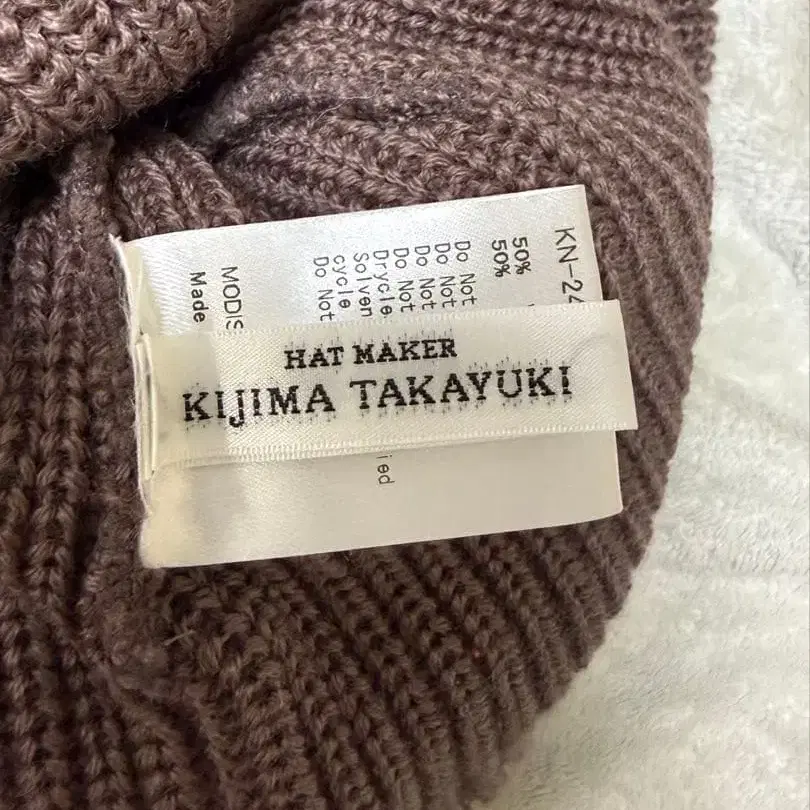 HAT MAKER
KIJIMA TAKAYUKI
KN-24
50%
50%
Do Not
Do Not
Do Not
Do Not
Drycle
Solven
cycle
Do Not
MODIS
Made
ied